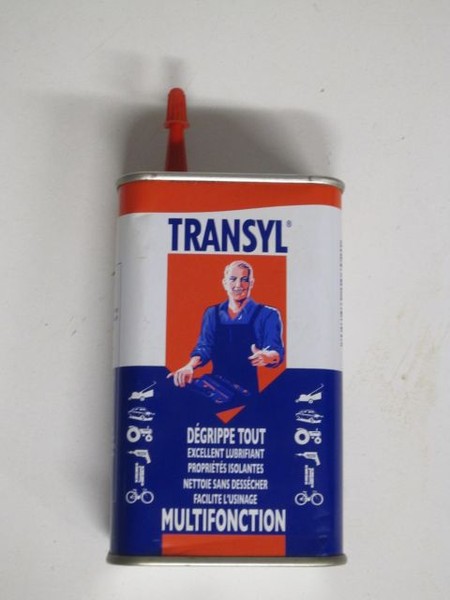 TRANSYL®
DÉGRIPPE TOUT
EXCELLENT LUBRIFIANT
PROPRIÉTÉS ISOLANTES
NETTOIE SANS DESSÉCHER
FACILITE L'USINAGE
MULTIFONCTION